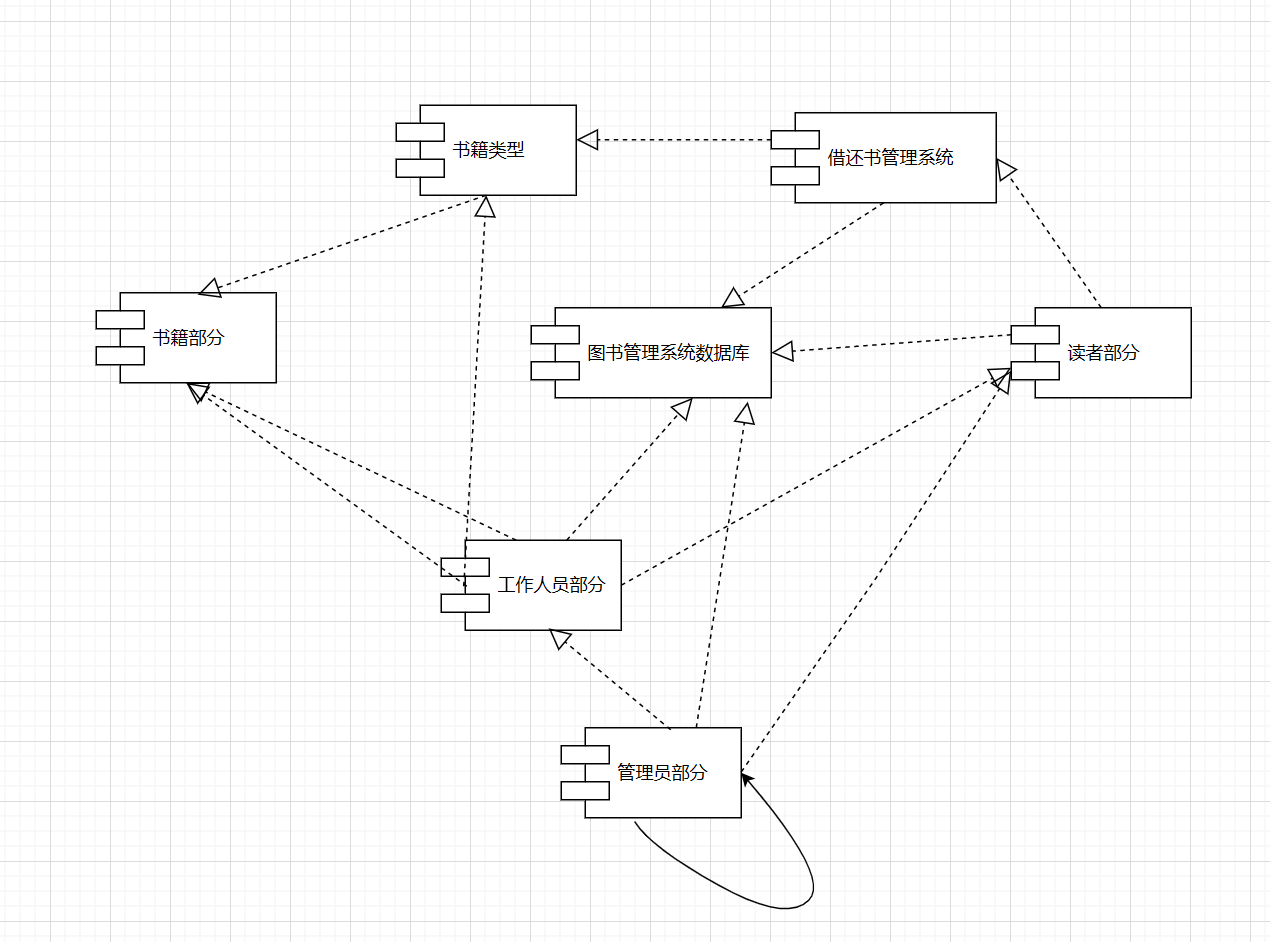 书籍类型
借还书管理系统
书籍部分
图书管理系统数据库
读者部分
工作人员部分
管理员部分